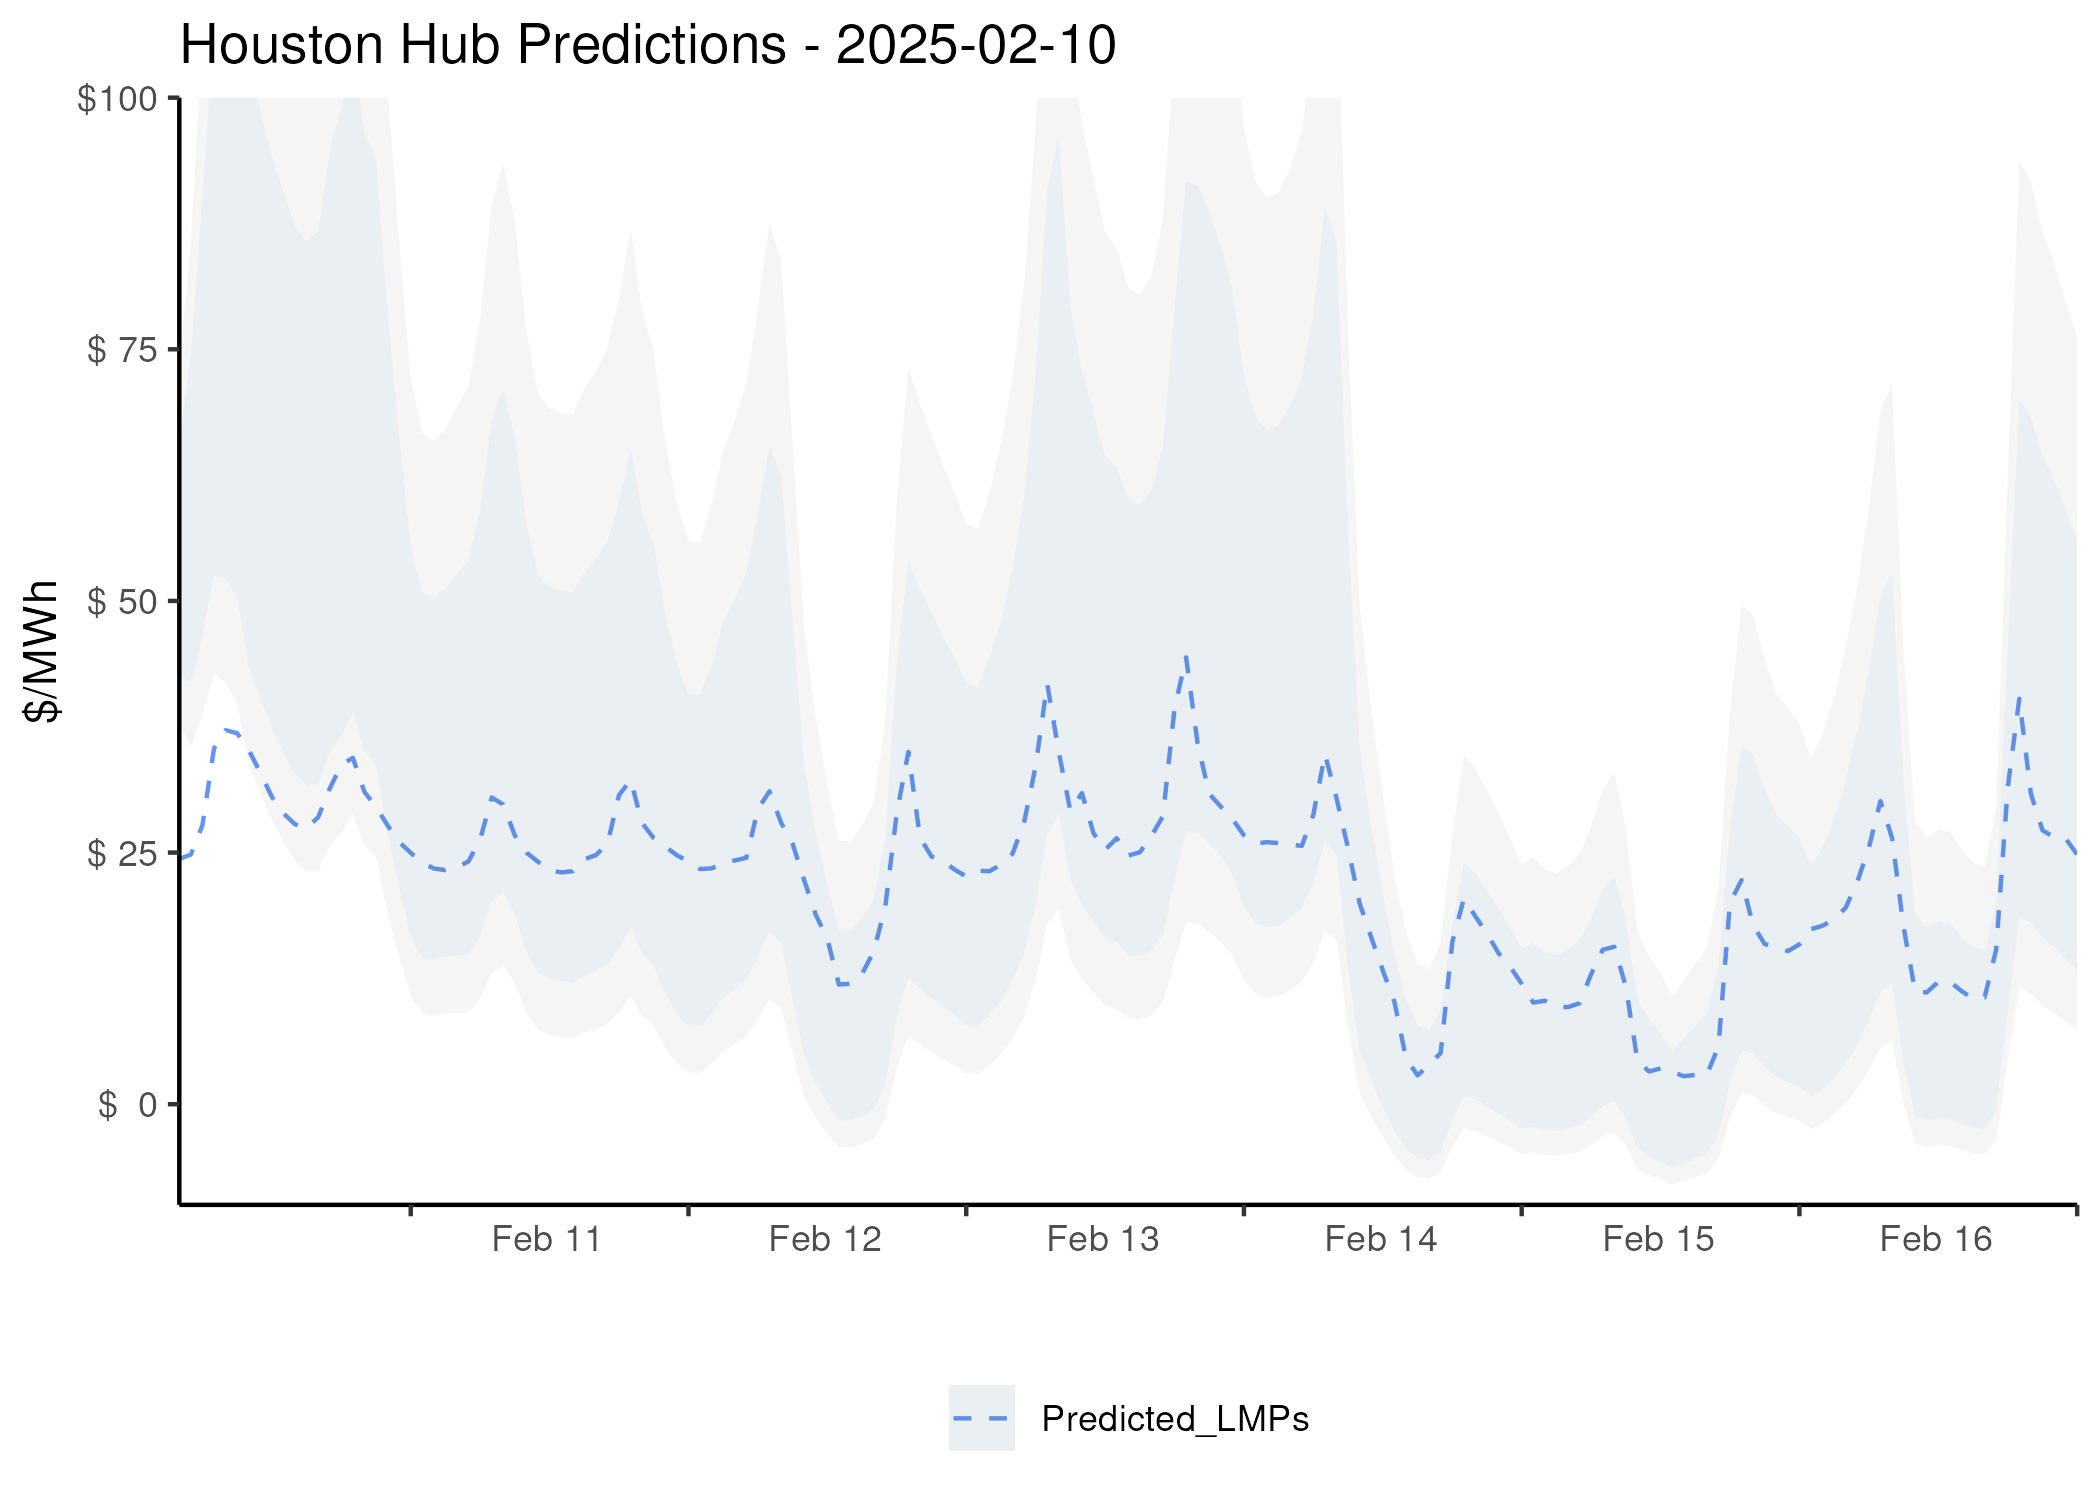 Houston Hub Predictions - 2025-02-10
$100
$ 75
$ 50
$ 25
$ 0
$/MWh
Feb 11 Feb 12 Feb 13 Feb 14 Feb 15 Feb 16
Predicted_LMPs